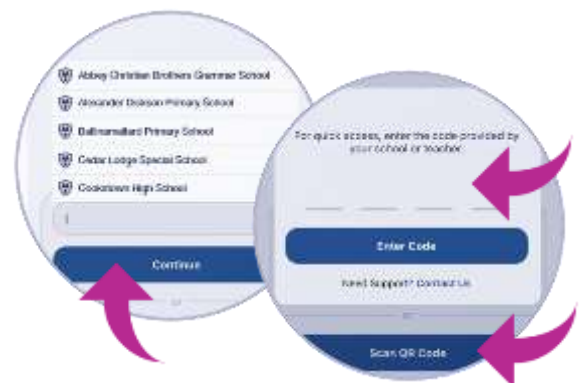 Abbey Christian Brothers Grammar School
Alexander Dickson Primary School
Ballinamallard Primary School
Cedar Lodge Special School
Cookstown High School
Continue
or
For quick access, enter the code provided by
your school or teacher.
Enter Code
Need Support? Contact Us
or
Scan QR Code